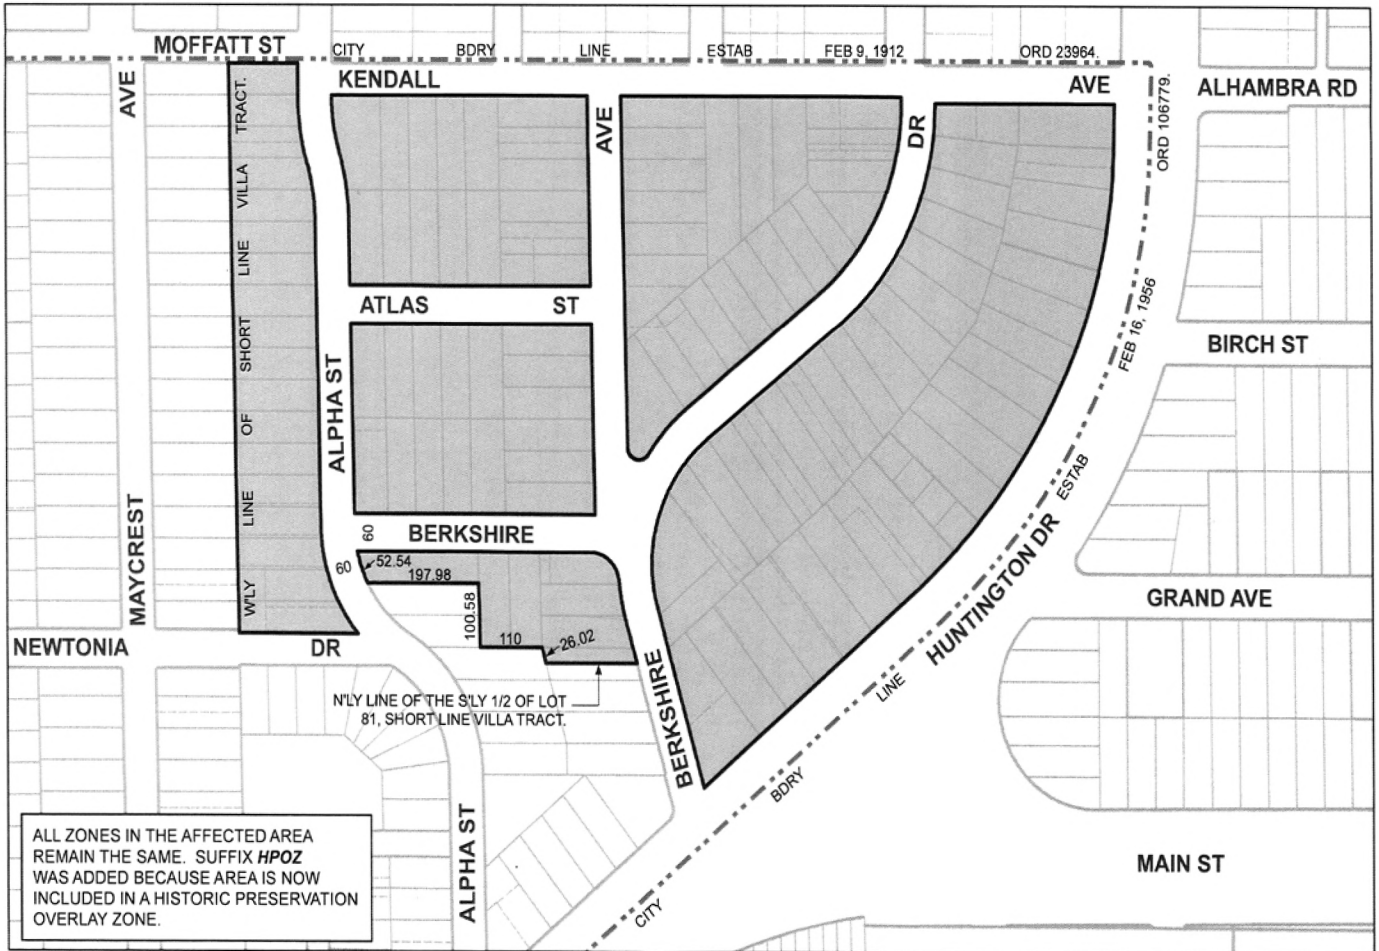 MOFFATT ST
CITY BDRY LINE ESTAB FEB 9, 1912 ORD 23964.
KENDALL AVE
ALHAMBRA RD
ORD 106779.
MAYCREST AVE
W'LY LINE OF SHORT LINE VILLA TRACT.
AVE
DR
ATLAS ST
ALPHA ST
FEB 16, 1956
BIRCH ST
ESTAB
BERKSHIRE
60
60
52.54
197.98
100.58
110
26.02
HUNTINGTON DR
GRAND AVE
NEWTONIA DR
N'LY LINE OF THE S'LY 1/2 OF LOT
81, SHORT LINE VILLA TRACT.
BERKSHIRE
LINE
BDRY
CITY
ALPHA ST
MAIN ST
ALL ZONES IN THE AFFECTED AREA
REMAIN THE SAME. SUFFIX HPOZ
WAS ADDED BECAUSE AREA IS NOW
INCLUDED IN A HISTORIC PRESERVATION
OVERLAY ZONE.